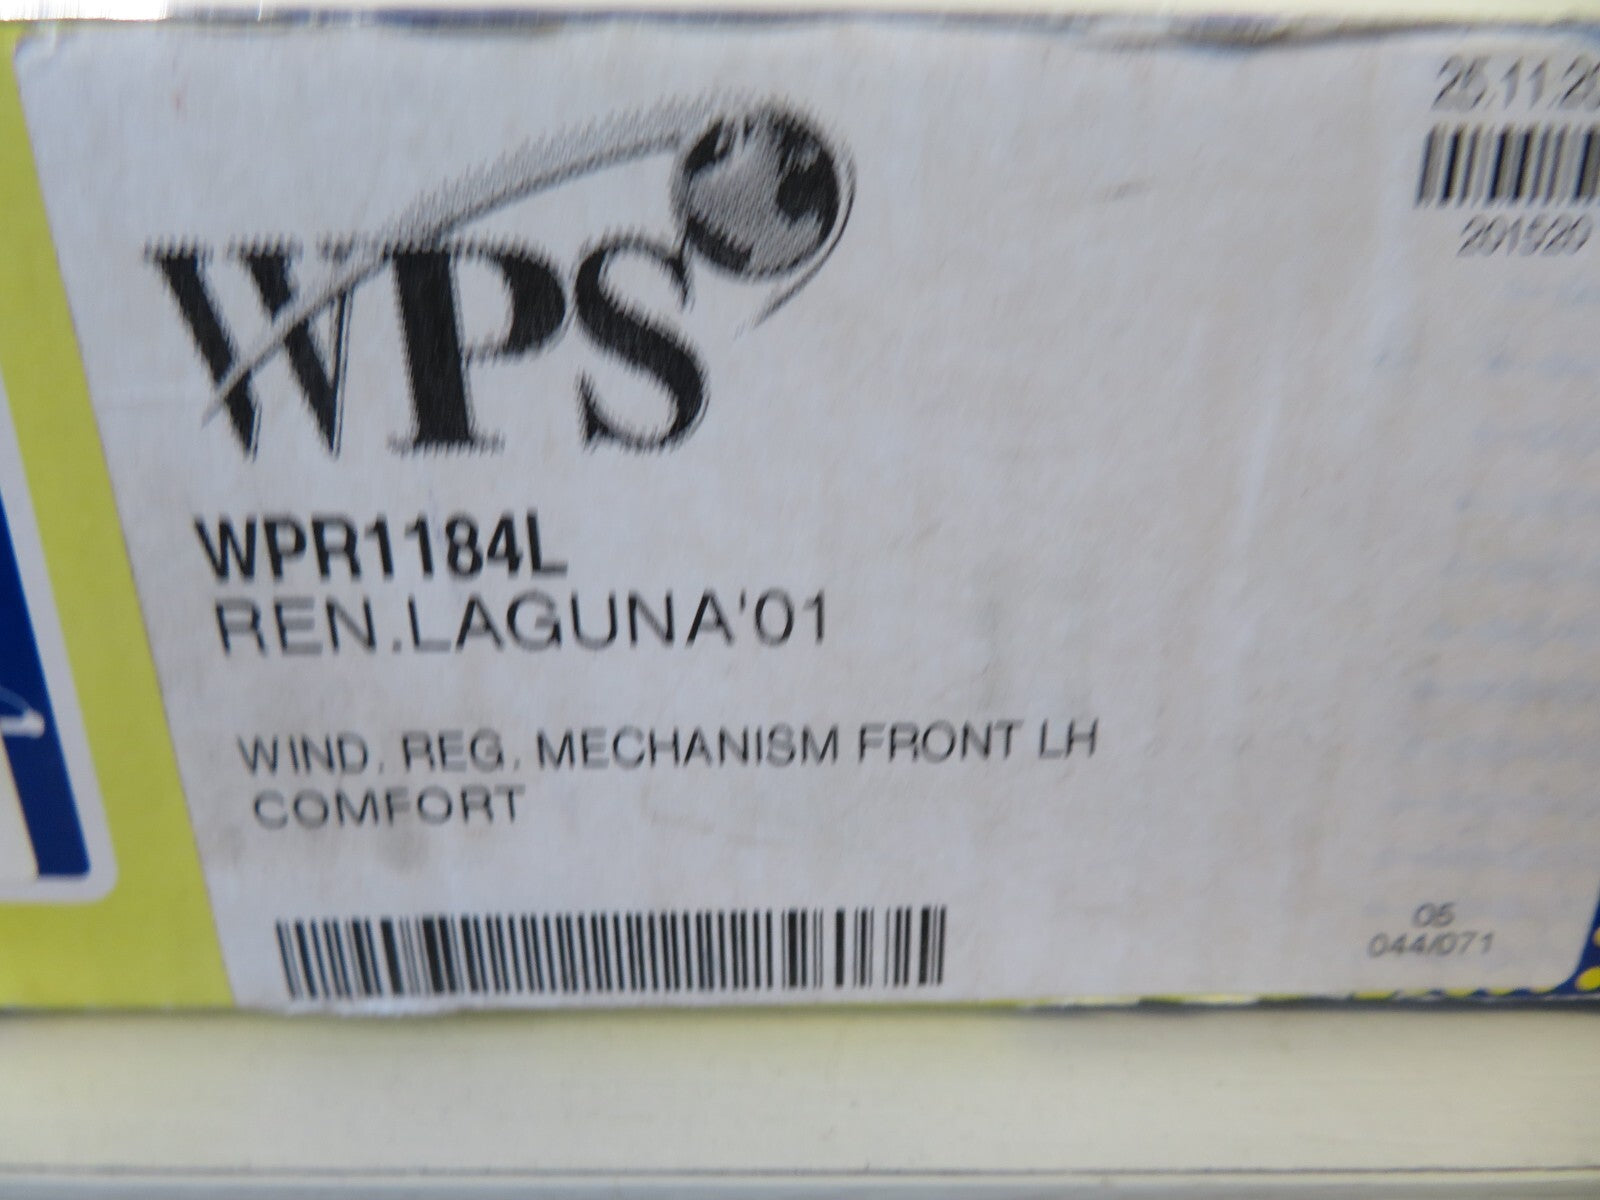 WPS
25.11.20
201520
WPR1184L
REN.LAGUNA'01
WIND. REG. MECHANISM FRONT LH
COMFORT
05
044/071